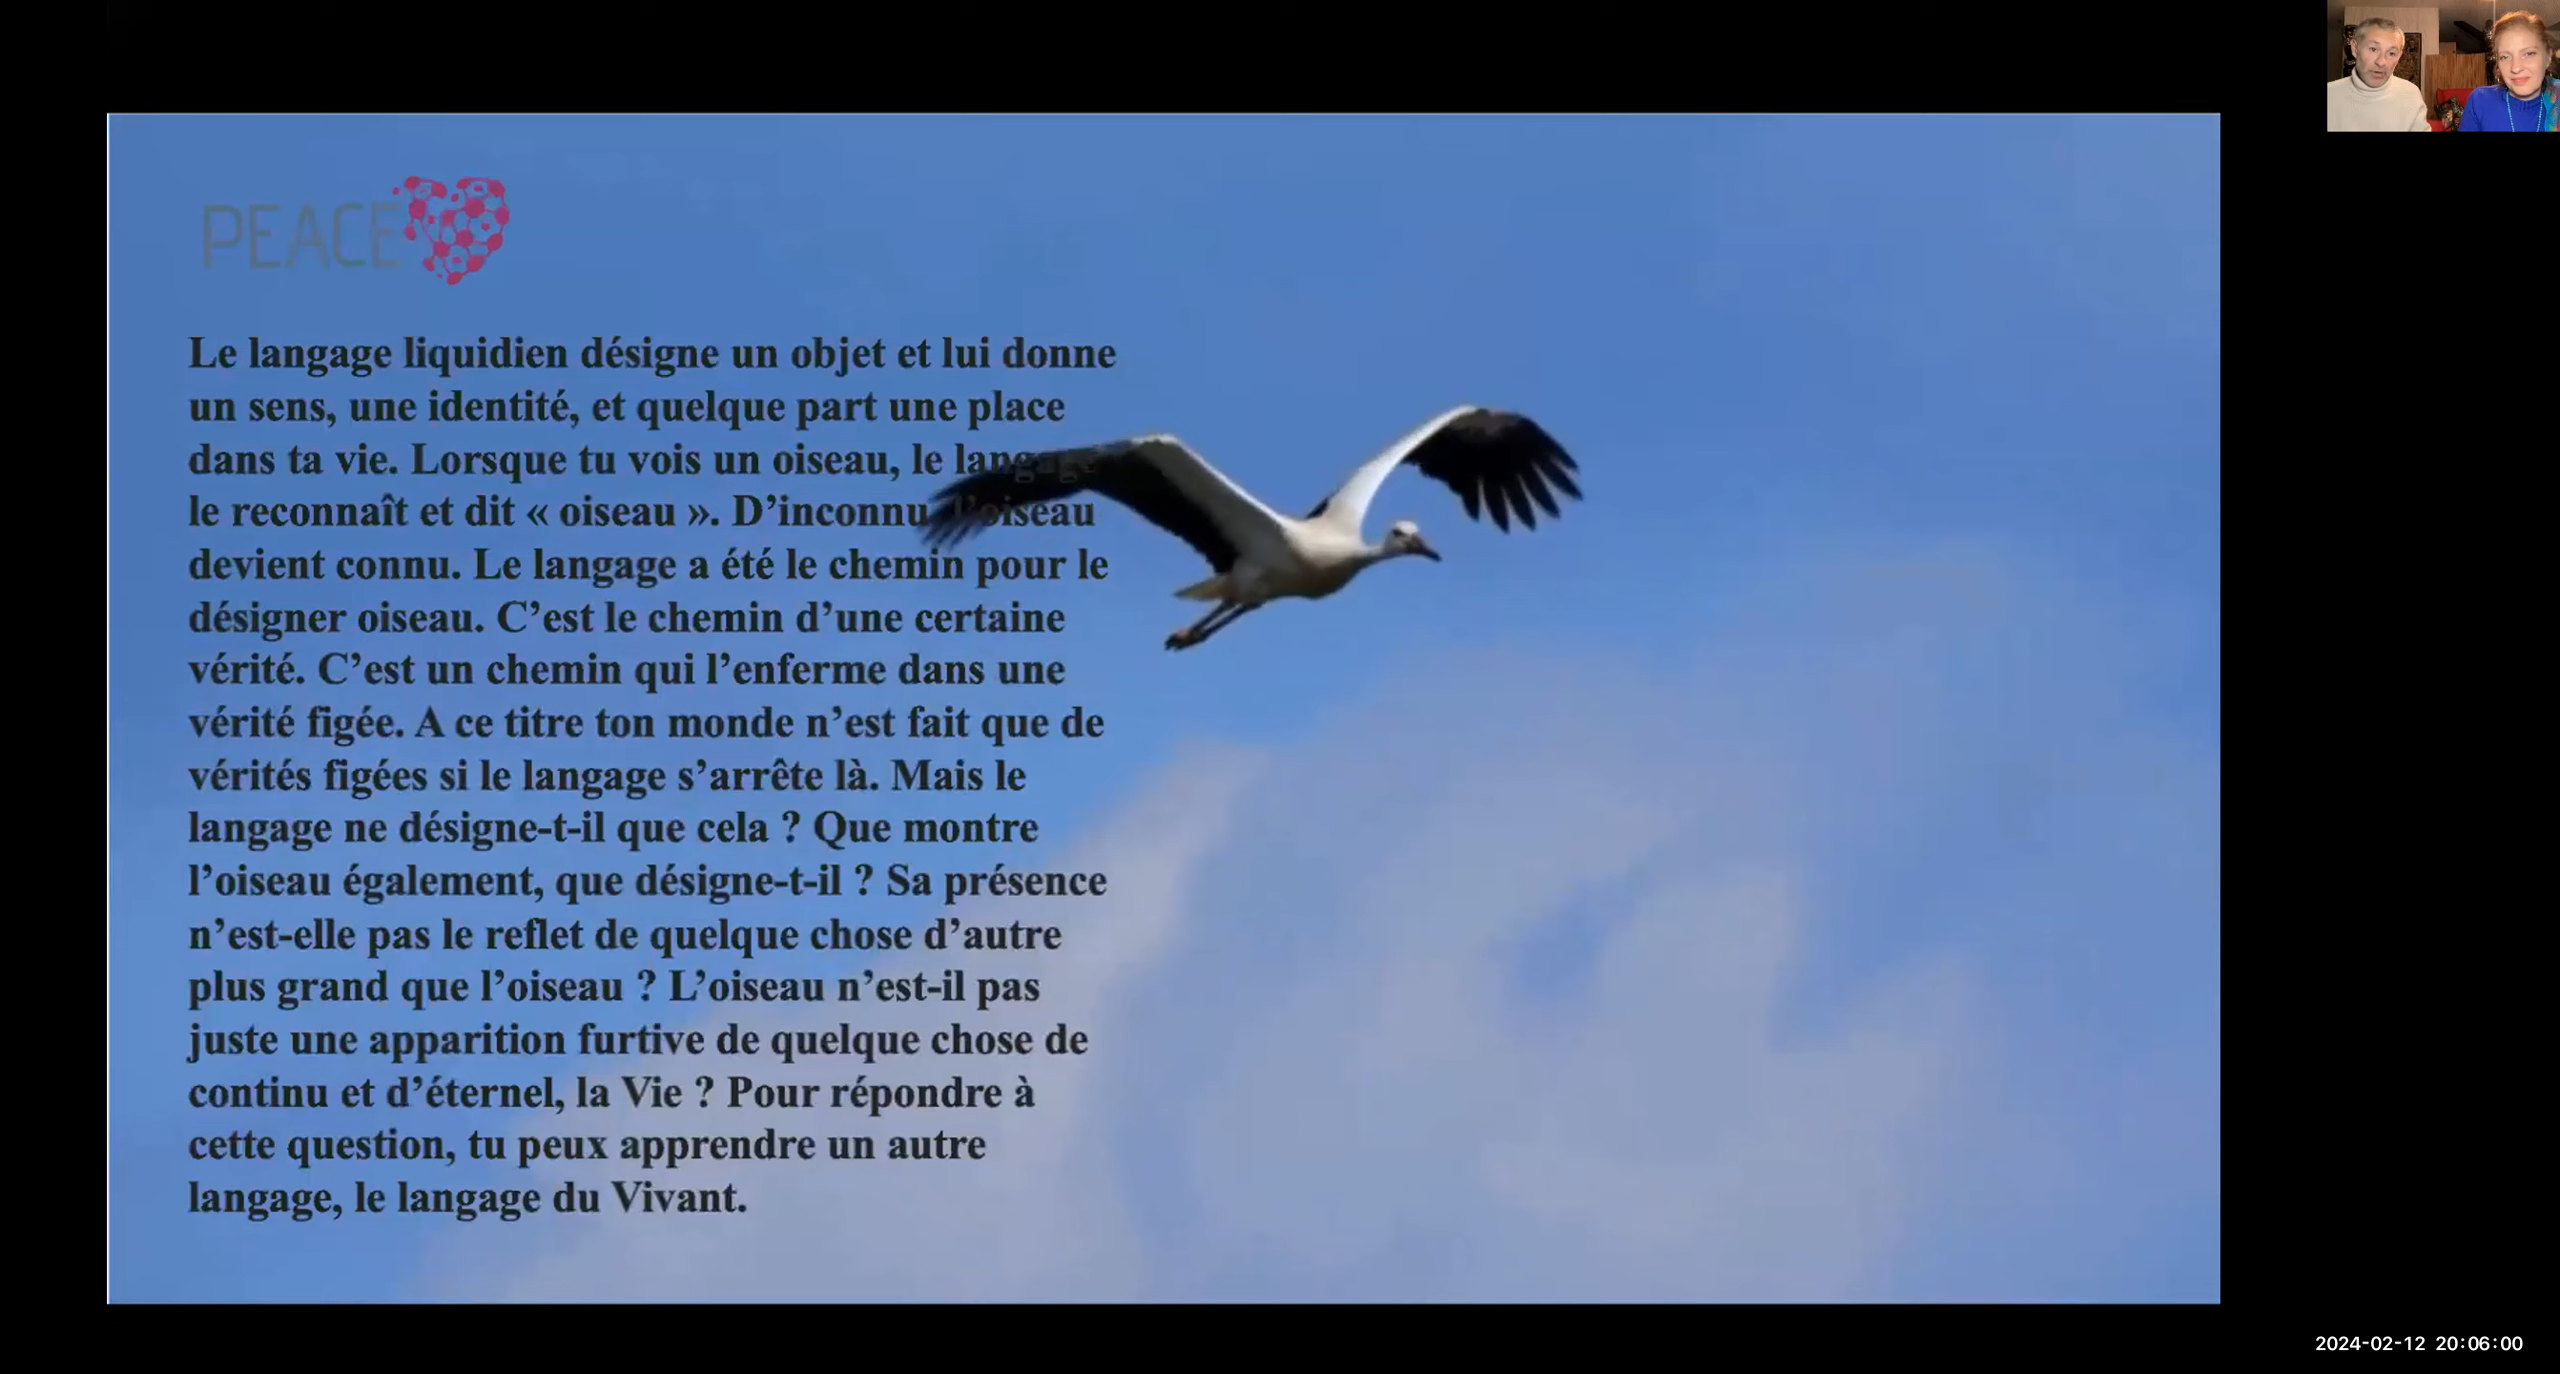 PEACE
Le langage liquidien désigne un objet et lui donne
un sens, une identité, et quelque part une place
dans ta vie. Lorsque tu vois un oiseau, le langage
le reconnaît et dit « oiseau ». D’inconnu l’oiseau
devient connu. Le langage a été le chemin pour le
désigner oiseau. C’est le chemin d’une certaine
vérité. C’est un chemin qui l’enferme dans une
vérité figée. A ce titre ton monde n’est fait que de
vérités figées si le langage s’arrête là. Mais le
langage ne désigne-t-il que cela ? Que montre
l’oiseau également, que désigne-t-il ? Sa présence
n’est-elle pas le reflet de quelque chose d’autre
plus grand que l’oiseau ? L’oiseau n’est-il pas
juste une apparition furtive de quelque chose de
continu et d’éternel, la Vie ? Pour répondre à
cette question, tu peux apprendre un autre
langage, le langage du Vivant.
2024-02-12 20:06:00